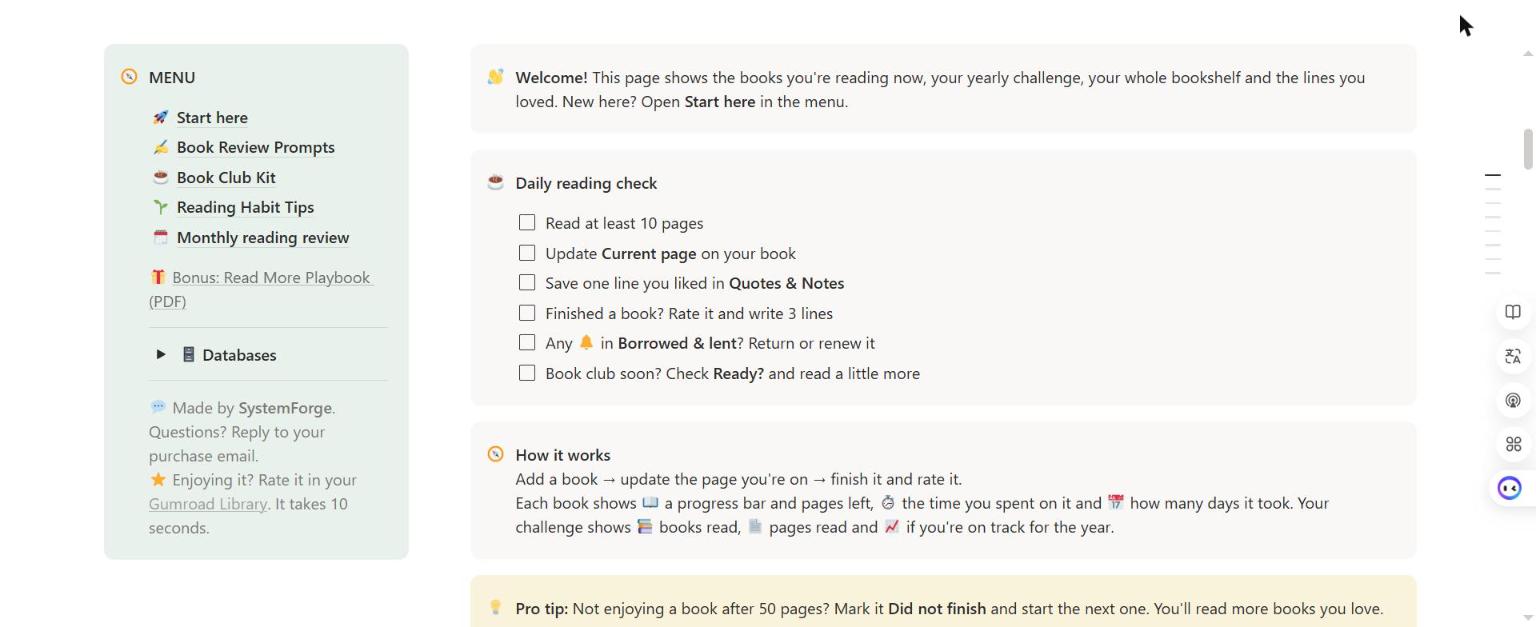 MENU
🚀 Start here
✍️ Book Review Prompts
☕ Book Club Kit
🌱 Reading Habit Tips
🗓️ Monthly reading review
🎁 Bonus: Read More Playbook
(PDF)
🗄️ Databases
💬 Made by SystemForge.
Questions? Reply to your
purchase email.
⭐ Enjoying it? Rate it in your
Gumroad Library. It takes 10
seconds.
👋 Welcome! This page shows the books you're reading now, your yearly challenge, your whole bookshelf and the lines you
loved. New here? Open Start here in the menu.
☕ Daily reading check
Read at least 10 pages
Update Current page on your book
Save one line you liked in Quotes & Notes
Finished a book? Rate it and write 3 lines
Any 🔔 in Borrowed & lent? Return or renew it
Book club soon? Check Ready? and read a little more
🧭 How it works
Add a book → update the page you're on → finish it and rate it.
Each book shows 📖 a progress bar and pages left, ⏱ the time you spent on it and 📅 how many days it took. Your
challenge shows 📚 books read, 📄 pages read and 📈 if you're on track for the year.
💡 Pro tip: Not enjoying a book after 50 pages? Mark it Did not finish and start the next one. You'll read more books you love.